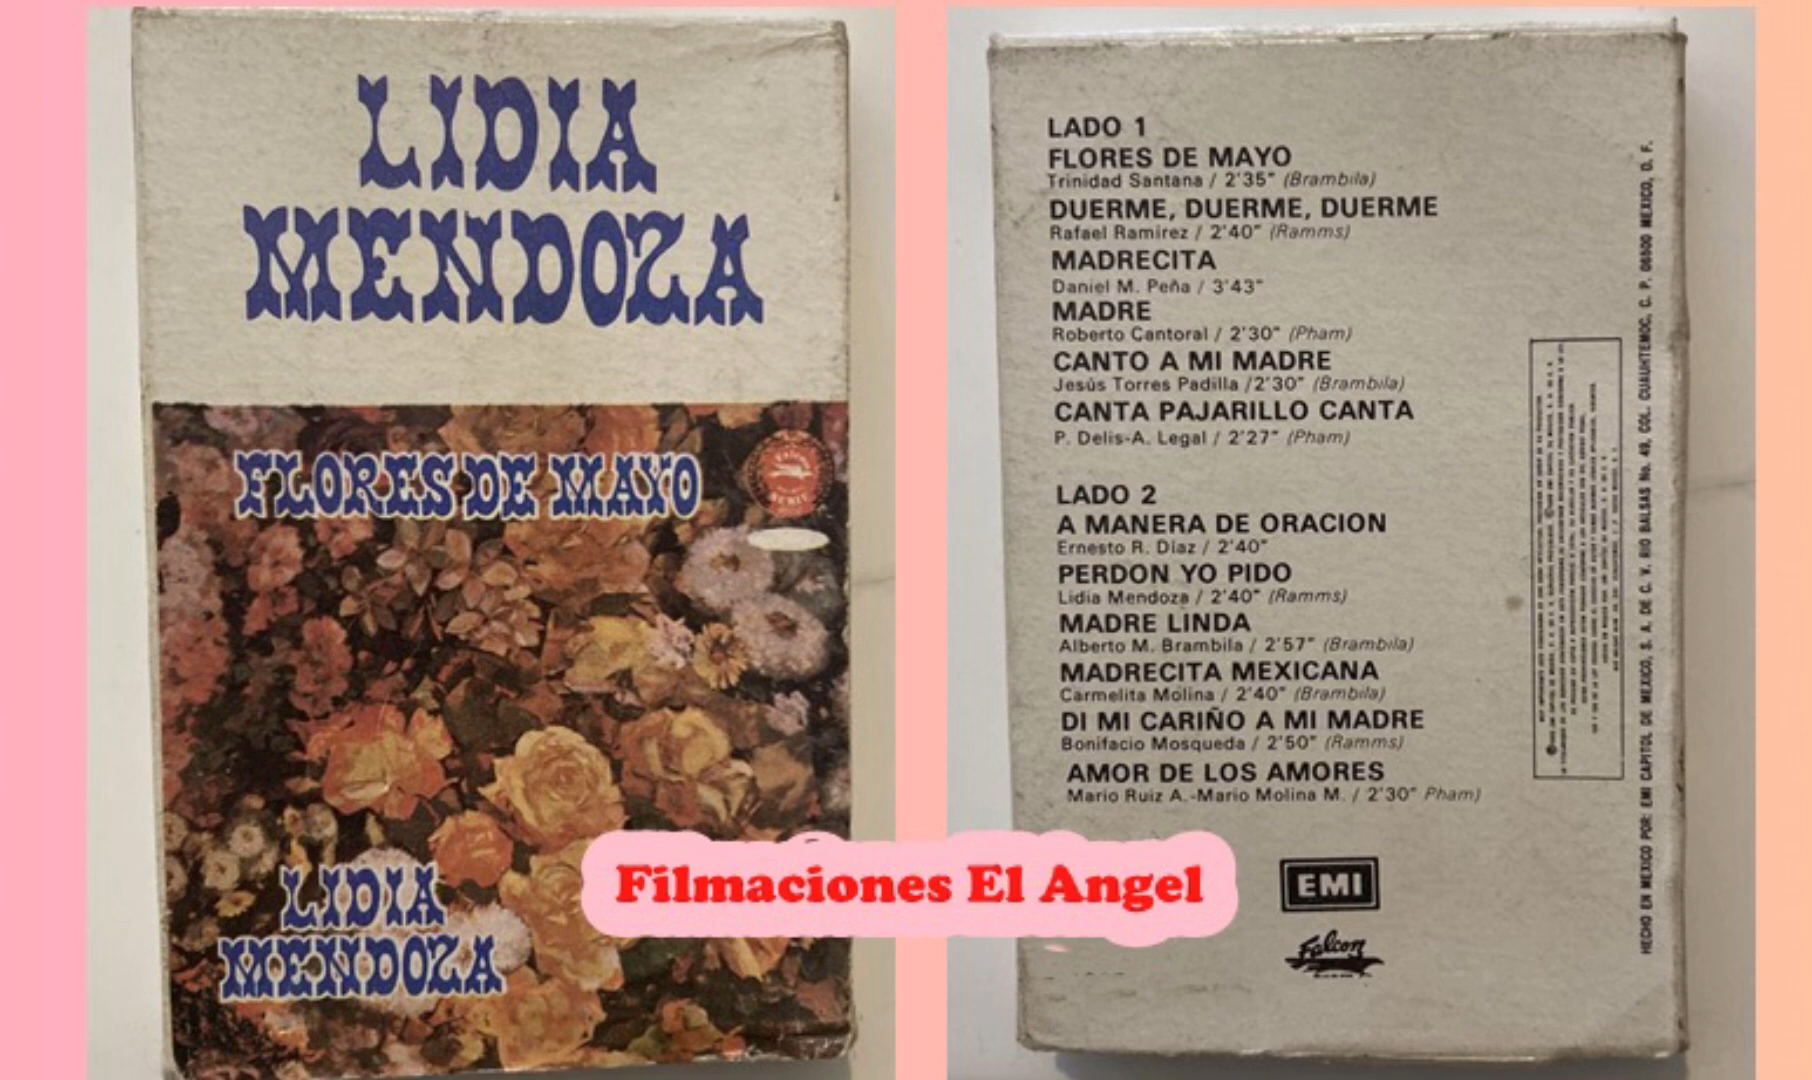 LIDIA
MENDOZA
FLORES DE MAYO
Falcon
SERIE
LIDIA
MENDOZA
LADO 1
FLORES DE MAYO
Trinidad Santana / 2'35" (Brambila)
DUERME, DUERME, DUERME
Rafael Ramirez / 2'40" (Ramms)
MADRECITA
Daniel M. Peña / 3'43"
MADRE
Roberto Cantoral / 2'30" (Pham)
CANTO A MI MADRE
Jesús Torres Padilla /2'30" (Brambila)
CANTA PAJARILLO CANTA
P. Delis-A. Legal / 2'27" (Pham)
LADO 2
A MANERA DE ORACION
Ernesto R. Díaz / 2'40"
PERDON YO PIDO
Lidia Mendoza / 2'40" (Ramms)
MADRE LINDA
Alberto M. Brambila / 2'57" (Brambila)
MADRECITA MEXICANA
Carmelita Molina / 2'40" (Brambila)
DI MI CARIÑO A MI MADRE
Bonifacio Mosqueda / 2'50" (Ramms)
AMOR DE LOS AMORES
Mario Ruiz A.-Mario Molina M. / 2'30" Pham)
EMI
Falcon
HECHO EN MEXICO POR: EMI CAPITOL DE MEXICO, S. A. DE C. V. RIO BALSAS No. 49, COL. CUAUHTEMOC, C. P. 06500 MEXICO, D. F.
Filmaciones El Angel